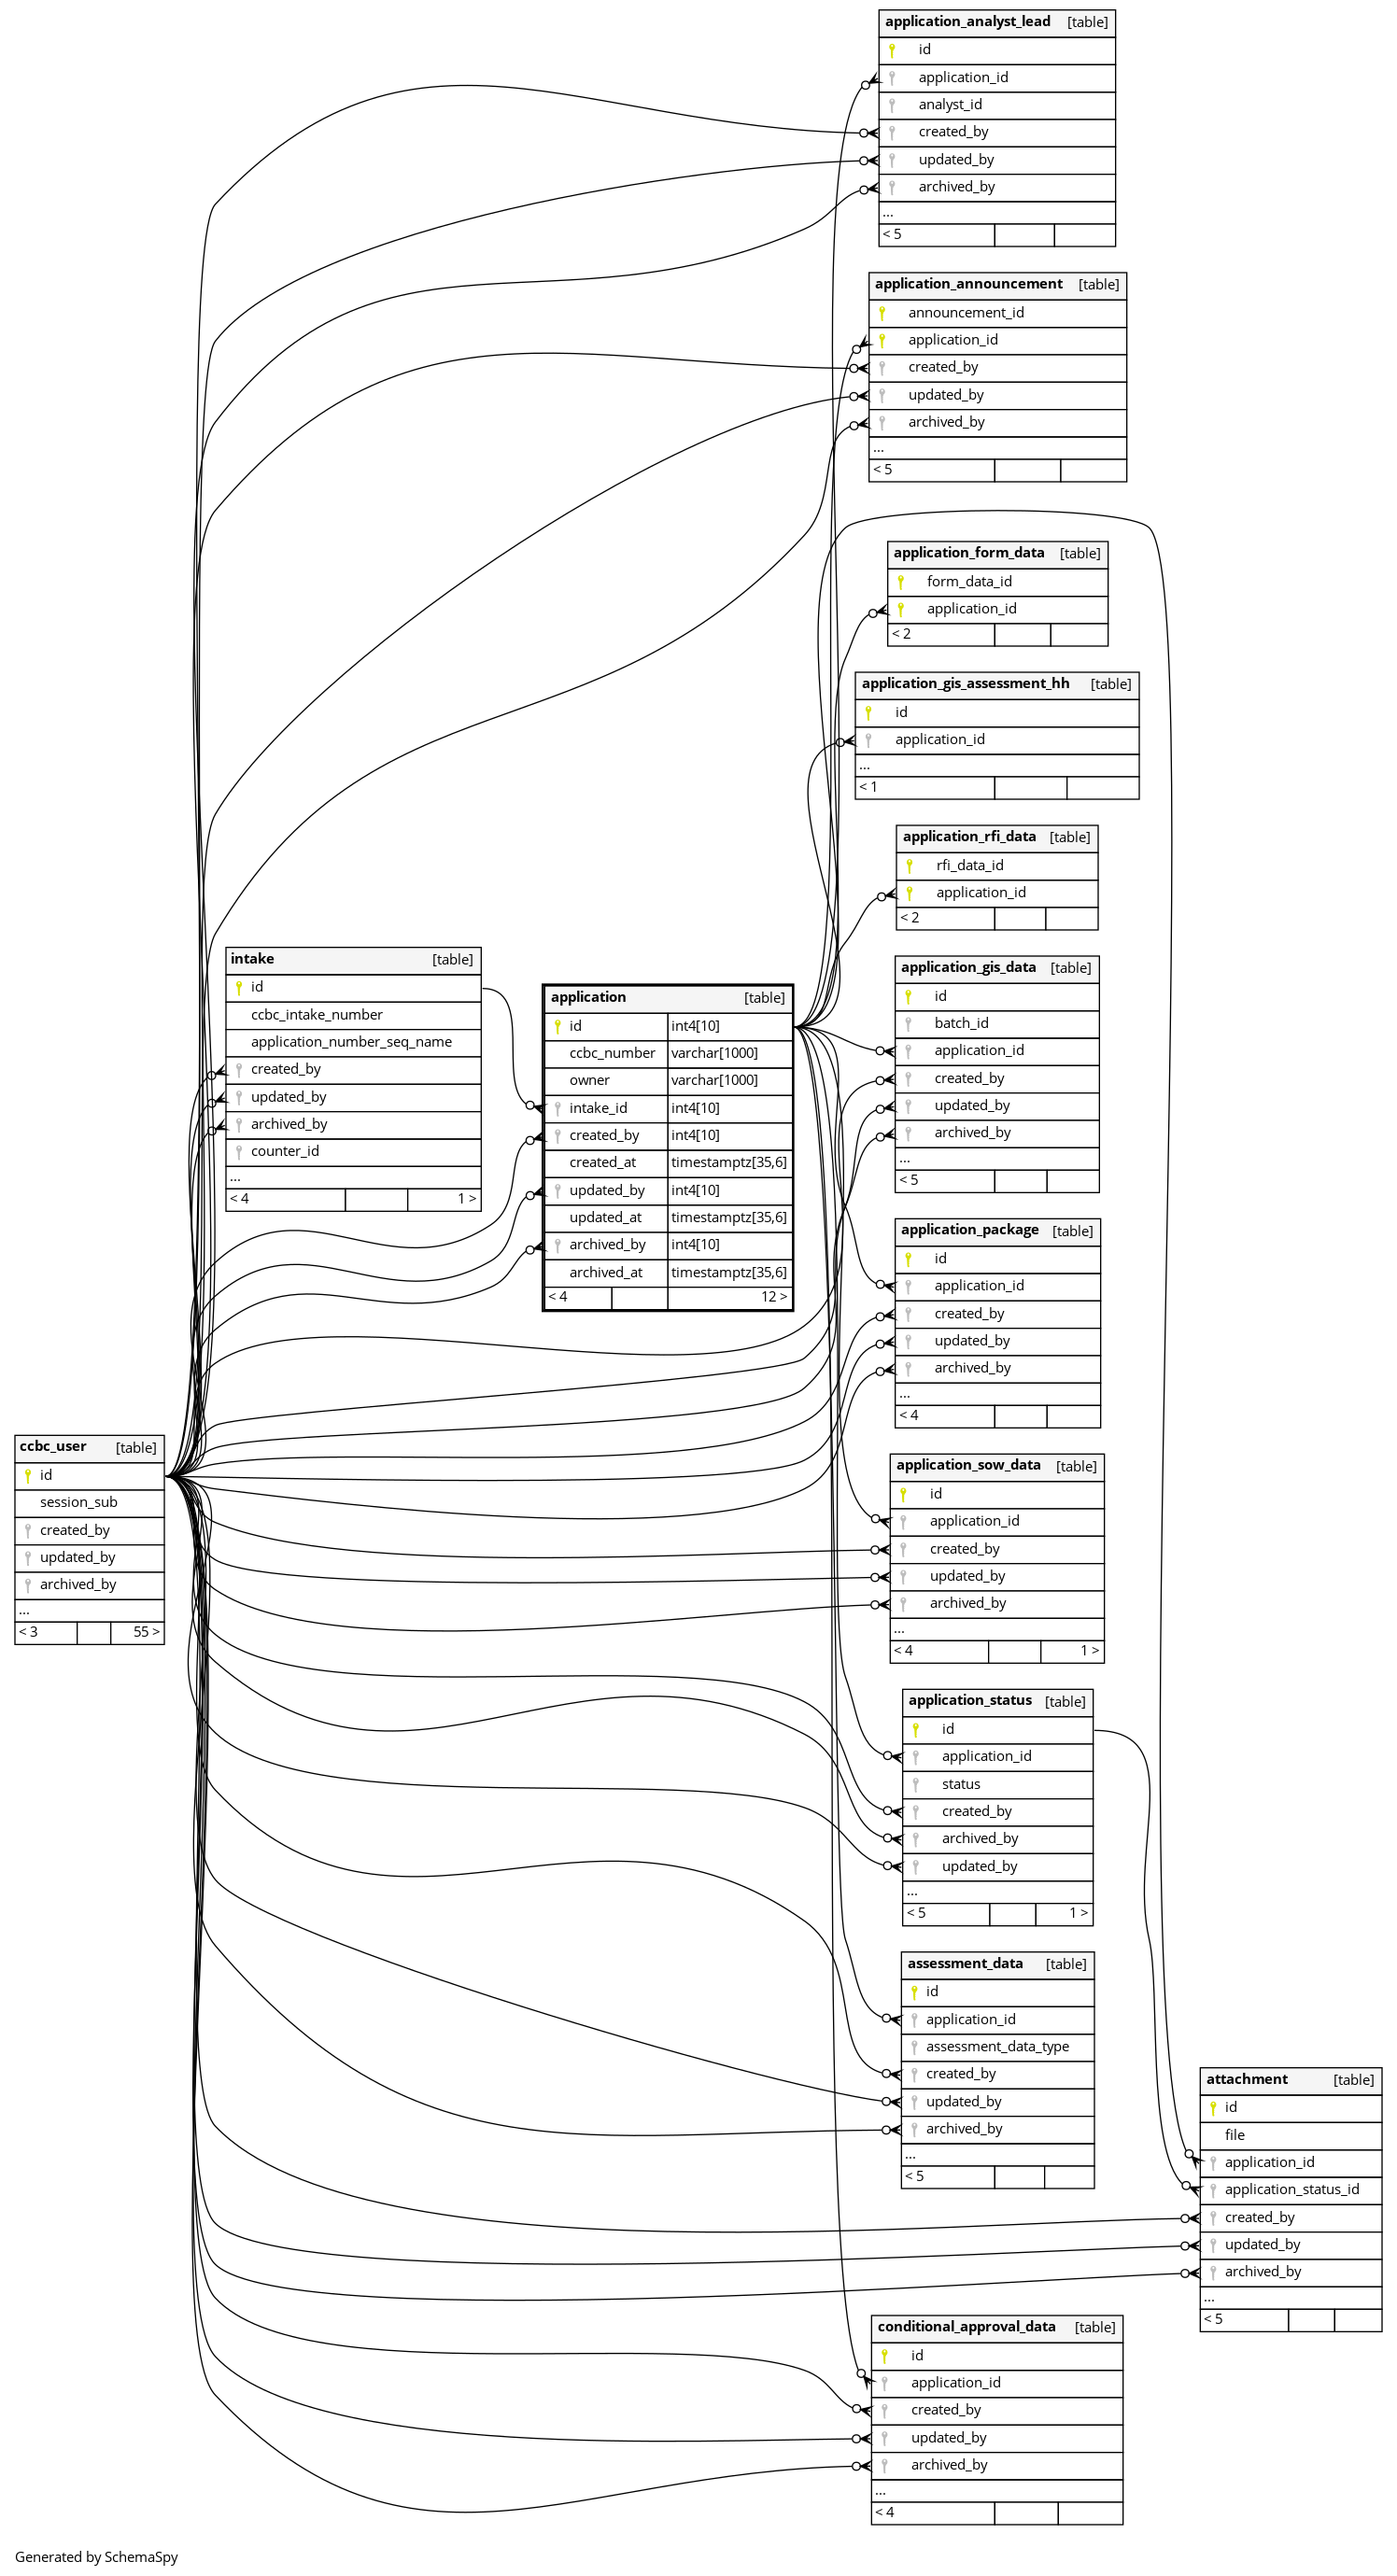 application_analyst_lead [table]
id
application_id
analyst_id
created_by
updated_by
archived_by
...
< 5
application_announcement [table]
announcement_id
application_id
created_by
updated_by
archived_by
...
< 5
application_form_data [table]
form_data_id
application_id
< 2
application_gis_assessment_hh [table]
id
application_id
...
< 1
application_rfi_data [table]
rfi_data_id
application_id
< 2
intake [table]
id
ccbc_intake_number
application_number_seq_name
created_by
updated_by
archived_by
counter_id
...
< 4 1 >
application [table]
id int4[10]
ccbc_number varchar[1000]
owner varchar[1000]
intake_id int4[10]
created_by int4[10]
created_at timestamptz[35,6]
updated_by int4[10]
updated_at timestamptz[35,6]
archived_by int4[10]
archived_at timestamptz[35,6]
< 4 12 >
application_gis_data [table]
id
batch_id
application_id
created_by
updated_by
archived_by
...
< 5
application_package [table]
id
application_id
created_by
updated_by
archived_by
...
< 4
ccbc_user [table]
id
session_sub
created_by
updated_by
archived_by
...
< 3 55 >
application_sow_data [table]
id
application_id
created_by
updated_by
archived_by
...
< 4 1 >
application_status [table]
id
application_id
status
created_by
archived_by
updated_by
...
< 5 1 >
assessment_data [table]
id
application_id
assessment_data_type
created_by
updated_by
archived_by
...
< 5
attachment [table]
id
file
application_id
application_status_id
created_by
updated_by
archived_by
...
< 5
conditional_approval_data [table]
id
application_id
created_by
updated_by
archived_by
...
< 4
Generated by SchemaSpy